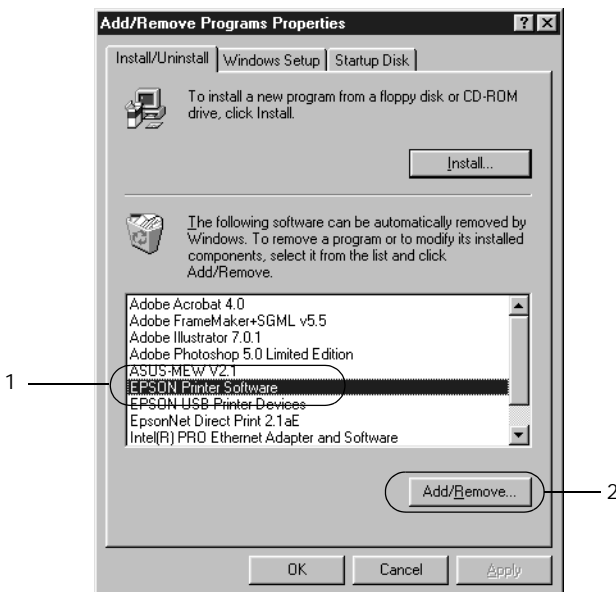 Add/Remove Programs Properties
Install/Uninstall Windows Setup Startup Disk
To install a new program from a floppy disk or CD-ROM
drive, click Install.
Install...
The following software can be automatically removed by
Windows. To remove a program or to modify its installed
components, select it from the list and click
Add/Remove.
Adobe Acrobat 4.0
Adobe FrameMaker+SGML v5.5
Adobe Illustrator 7.0.1
Adobe Photoshop 5.0 Limited Edition
ASUS-MEW V2.1
1
EPSON Printer Software
EPSON USB Printer Devices
EpsonNet Direct Print 2.1aE
Intel(R) PRO Ethernet Adapter and Software
Add/Remove...
2
OK Cancel Apply